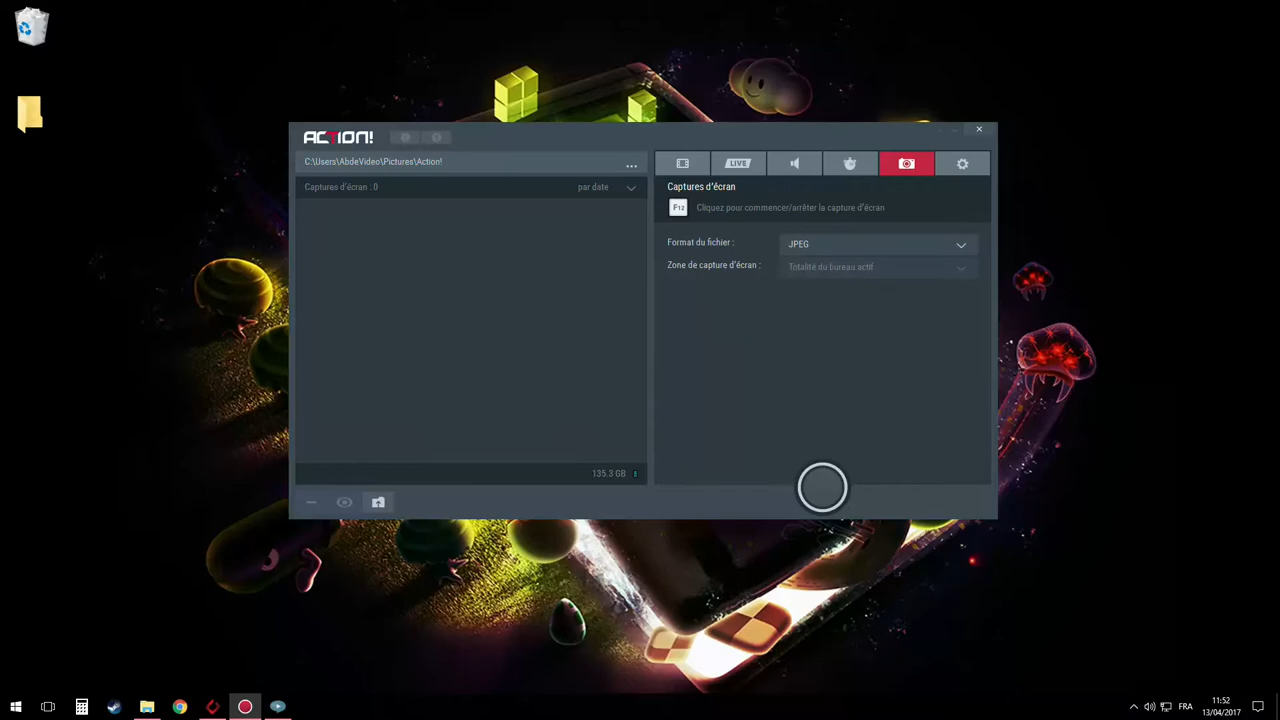 ACTION!
C:\Users\AbdeVideo\Pictures\Action!
...
LIVE
Captures d'écran : 0
par date
Captures d'écran
F12
Cliquez pour commencer/arrêter la capture d'écran
Format du fichier :
JPEG
Zone de capture d'écran :
Totalité du bureau actif
135.3 GB
FRA
11:52
13/04/2017